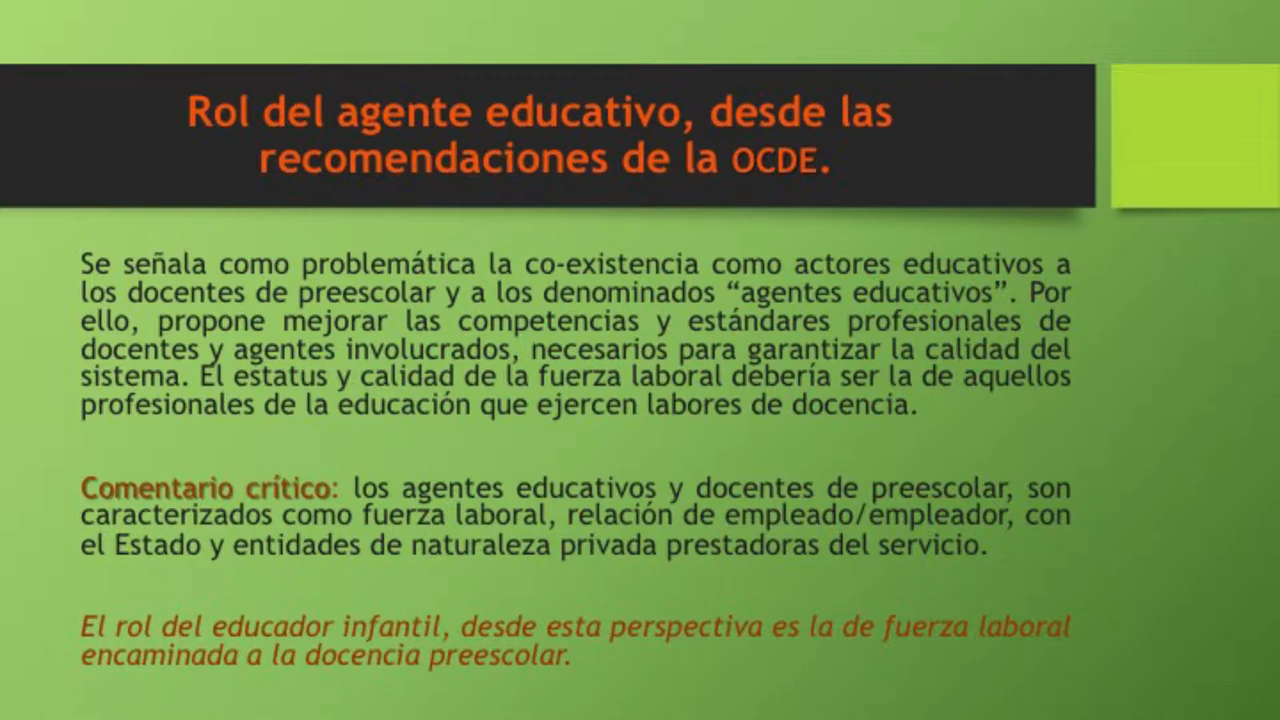 Rol del agente educativo, desde las
recomendaciones de la OCDE.
Se señala como problemática la co-existencia como actores educativos a
los docentes de preescolar y a los denominados “agentes educativos”. Por
ello, propone mejorar las competencias y estándares profesionales de
docentes y agentes involucrados, necesarios para garantizar la calidad del
sistema. El estatus y calidad de la fuerza laboral debería ser la de aquellos
profesionales de la educación que ejercen labores de docencia.
Comentario crítico: los agentes educativos y docentes de preescolar, son
caracterizados como fuerza laboral, relación de empleado/empleador, con
el Estado y entidades de naturaleza privada prestadoras del servicio.
El rol del educador infantil, desde esta perspectiva es la de fuerza laboral
encaminada a la docencia preescolar.